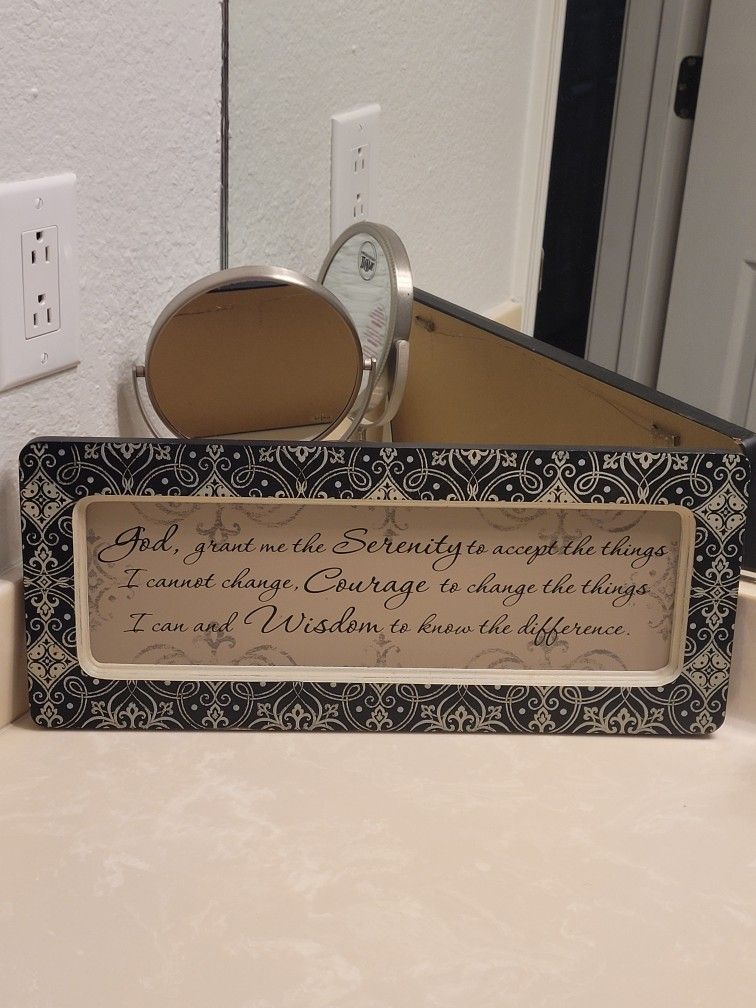 God, grant me the Serenity to accept the things
I cannot change, Courage to change the things
I can and Wisdom to know the difference.